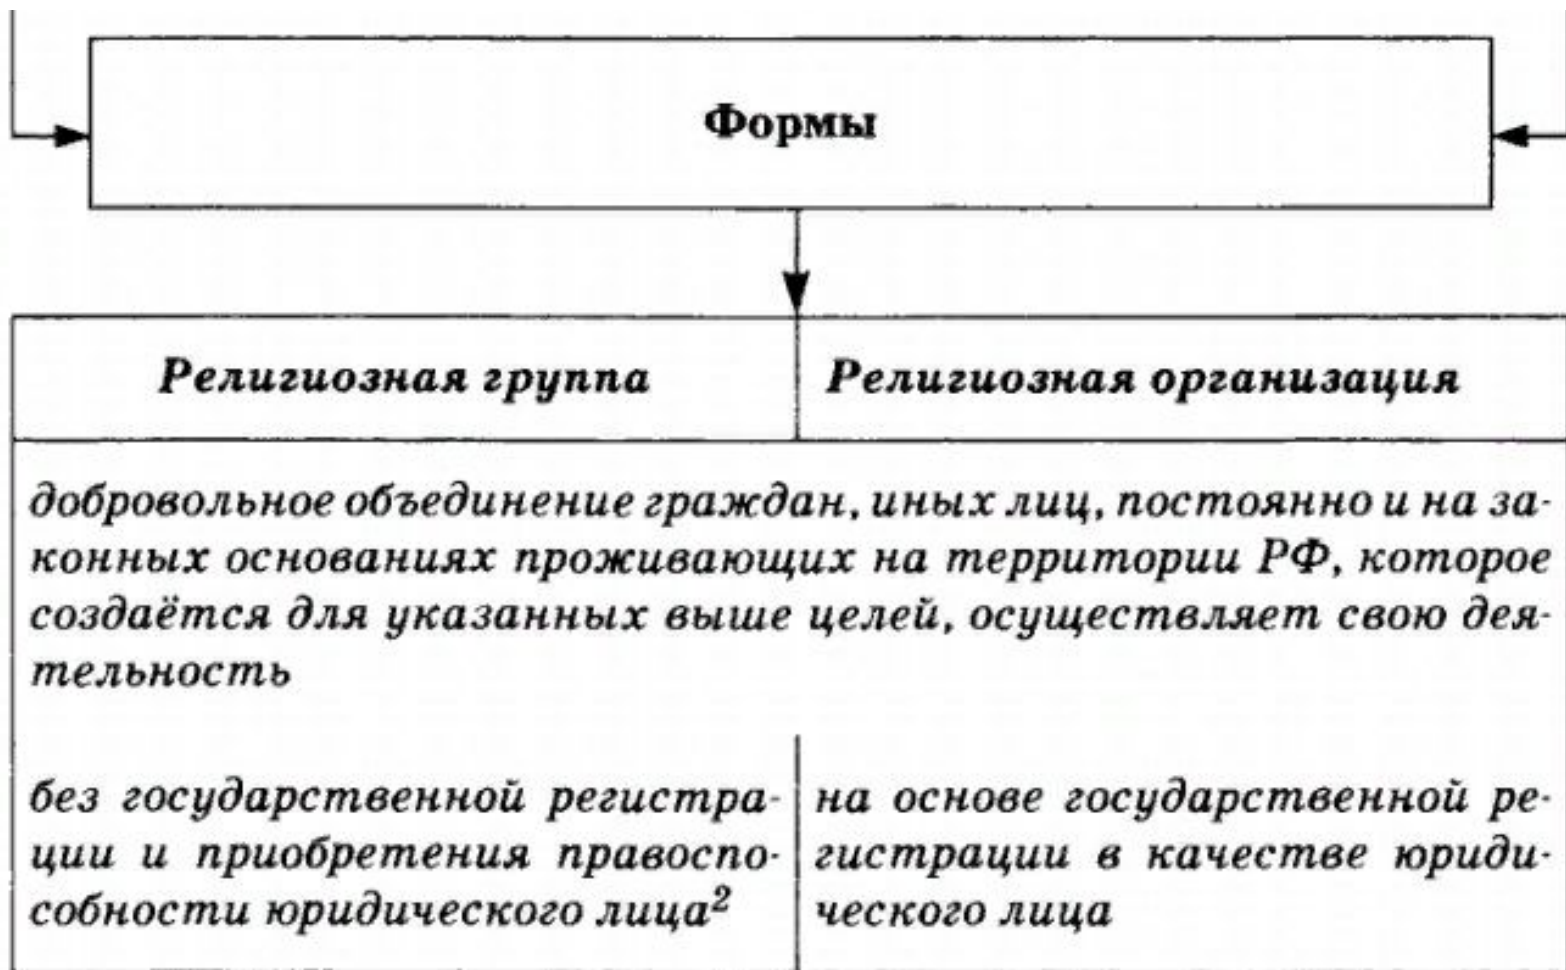 Формы
Религиозная группа
Религиозная организация
добровольное объединение граждан, иных лиц, постоянно и на за-
конных основаниях проживающих на территории РФ, которое
создаётся для указанных выше целей, осуществляет свою дея-
тельность
без государственной регистра-
ции и приобретения правоспо-
собности юридического лица²
на основе государственной ре-
гистрации в качестве юриди-
ческого лица